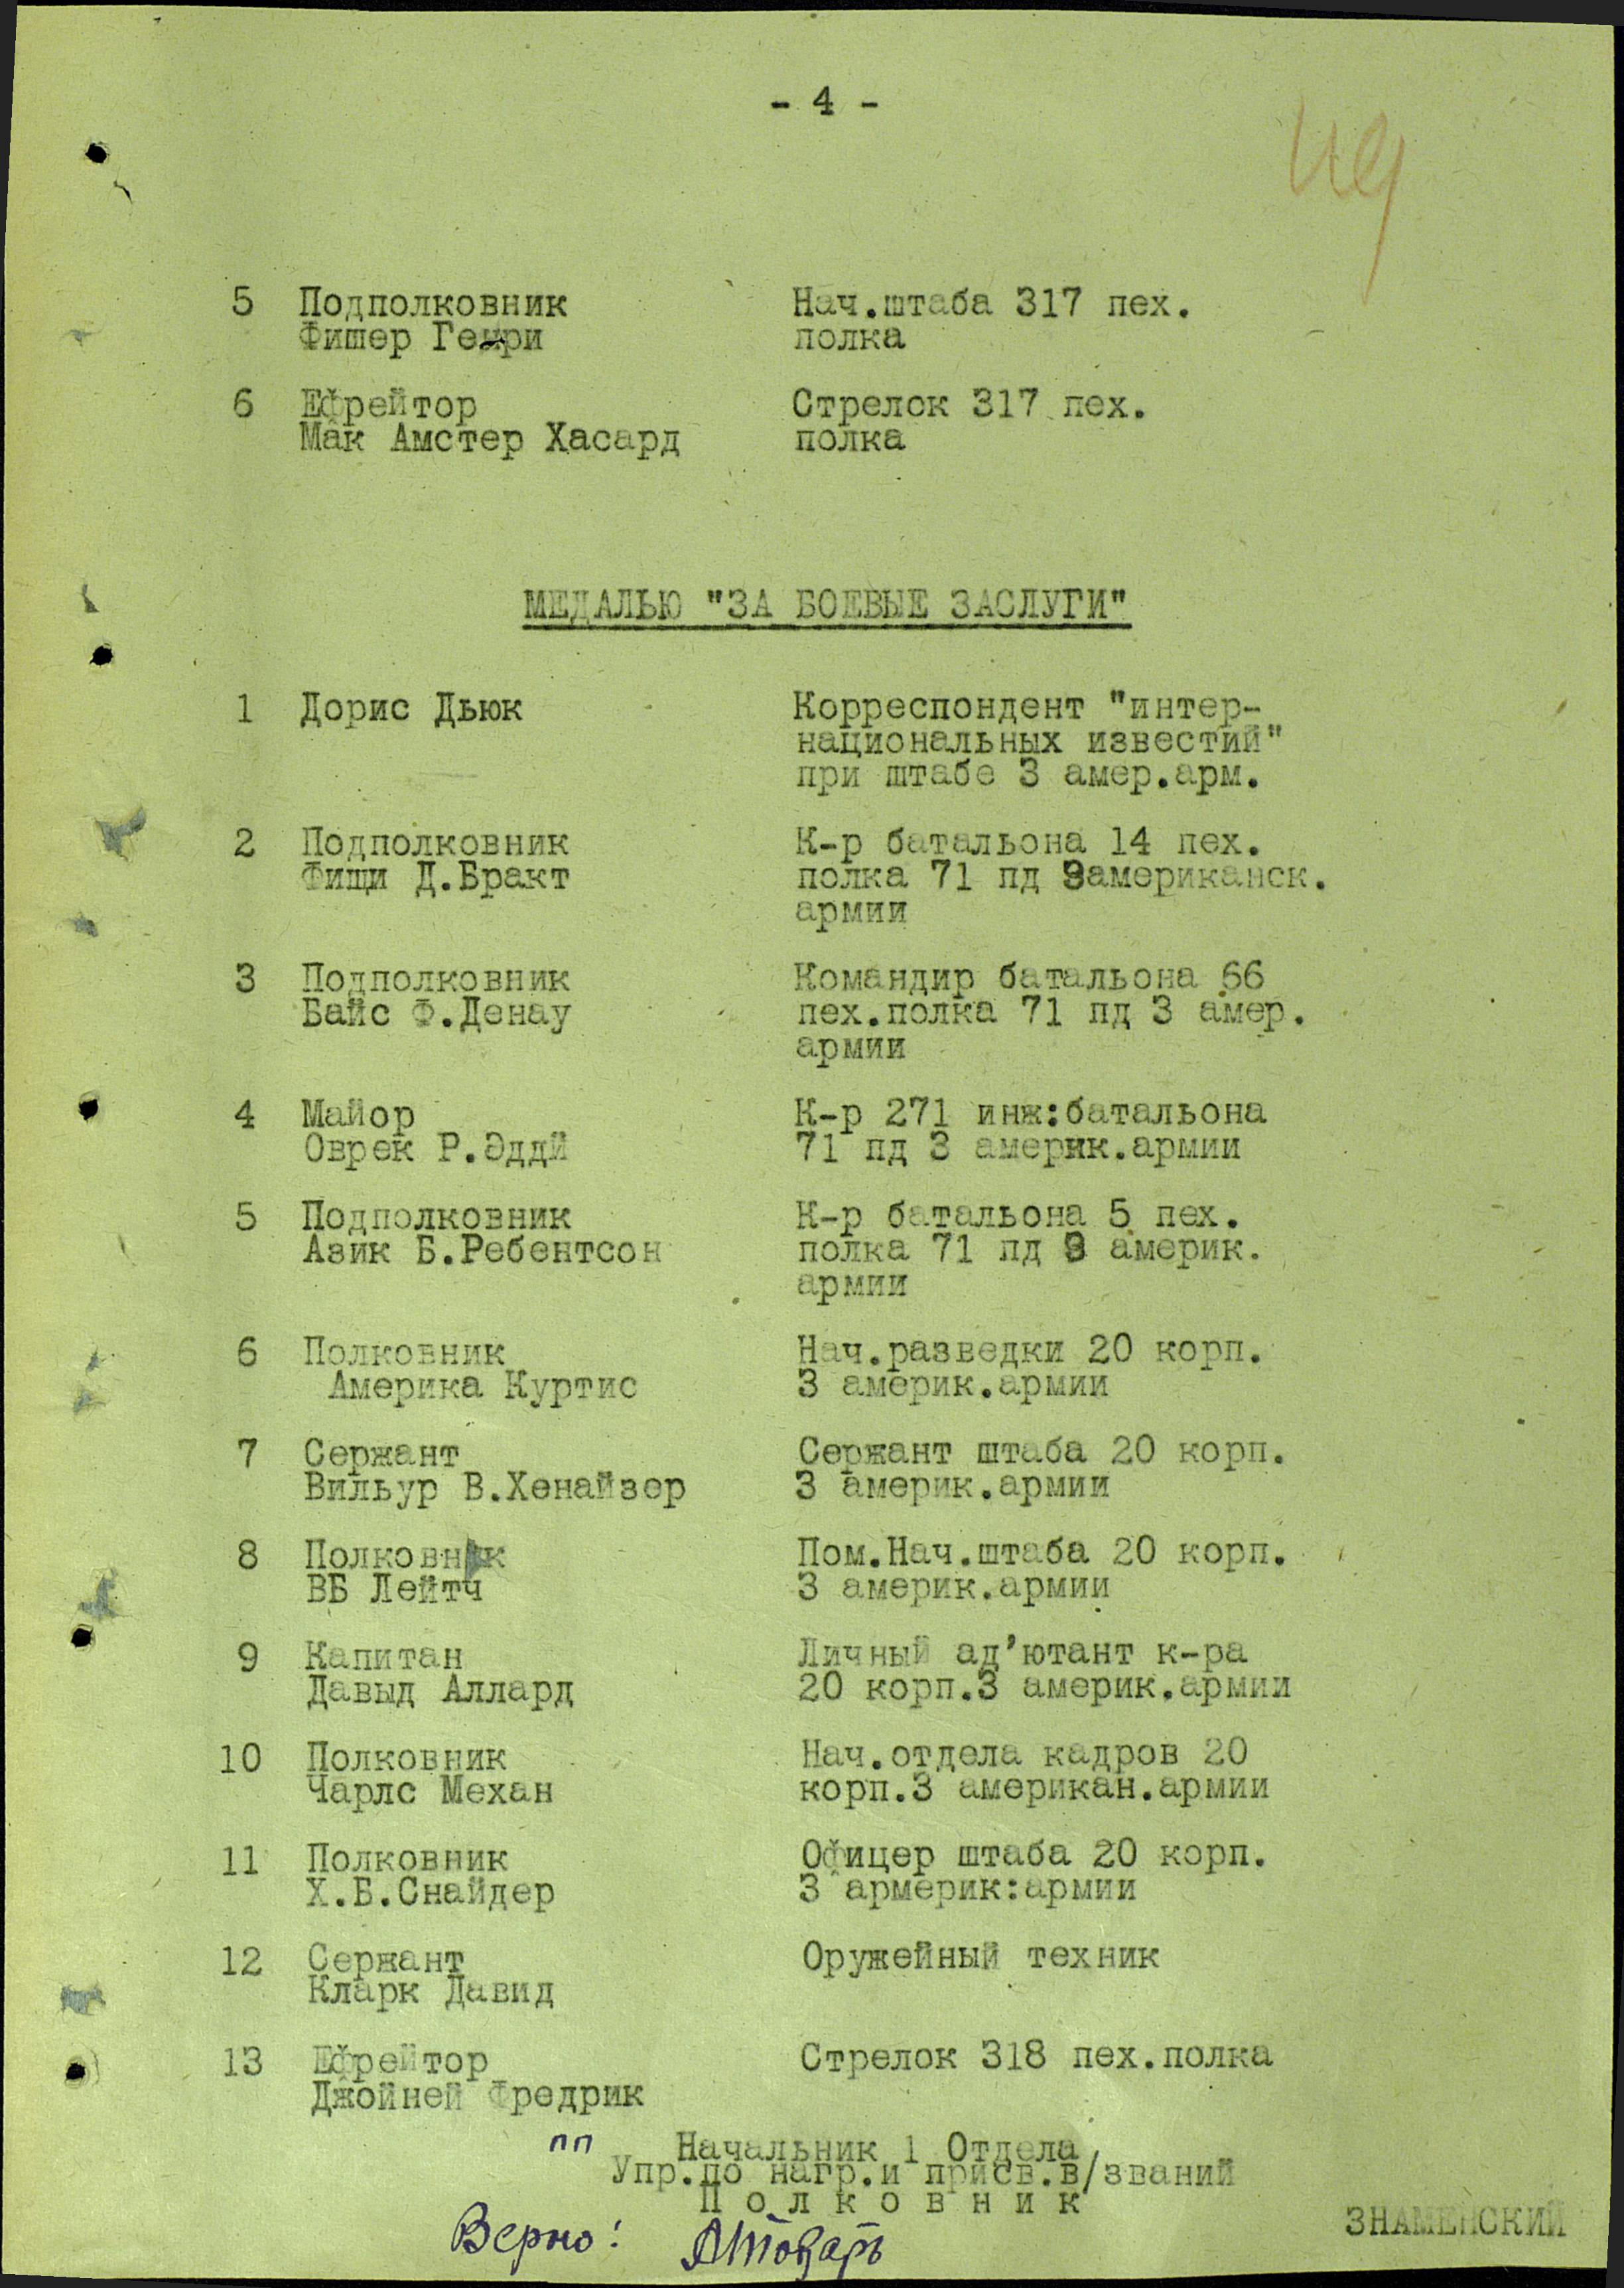 - 4 -
5 Подполковник Нач.штаба 317 пех.
Фишер Генри полка
6 Ефрейтор Стрелок 317 пех.
Мак Амстер Хасард полка
МЕДАЛЬЮ "ЗА БОЕВЫЕ ЗАСЛУГИ"
1 Дорис Дьюк Корреспондент "интер-
национальных известий"
при штабе 3 амер.арм.
2 Подполковник К-р батальона 14 пех.
Фищи Д.Бракт полка 71 пд 3американск.
армии
3 Подполковник Командир батальона 66
Байс Ф.Денау пех.полка 71 пд 3 амер.
армии
4 Майор К-р 271 инж:батальона
Оврек Р.Эддй 71 пд 3 америк.армии
5 Подполковник К-р батальона 5 пех.
Азик Б.Ребентсон полка 71 пд 3 америк.
армии
6 Полковник Нач.разведки 20 корп.
Америка Куртис 3 америк.армии
7 Сержант Сержант штаба 20 корп.
Вильур В.Хенайзер 3 америк.армии
8 Полковник Пом.Нач.штаба 20 корп.
ВБ Лейтч 3 америк.армии
9 Капитан Личный ад'ютант к-ра
Давыд Аллард 20 корп.3 америк.армии
10 Полковник Нач.отдела кадров 20
Чарлс Механ корп.3 американ.армии
11 Полковник Офицер штаба 20 корп.
Х.Б.Снайдер 3 армерик:армии
12 Сержант Оружейный техник
Кларк Давид
13 Ефрейтор Стрелок 318 пех.полка
Джойней Фредрик
пп Начальник 1 Отдела
Упр.по нагр.и присв.в/званий
П о л к о в н и к
ЗНАМЕНСКИЙ
Верно!